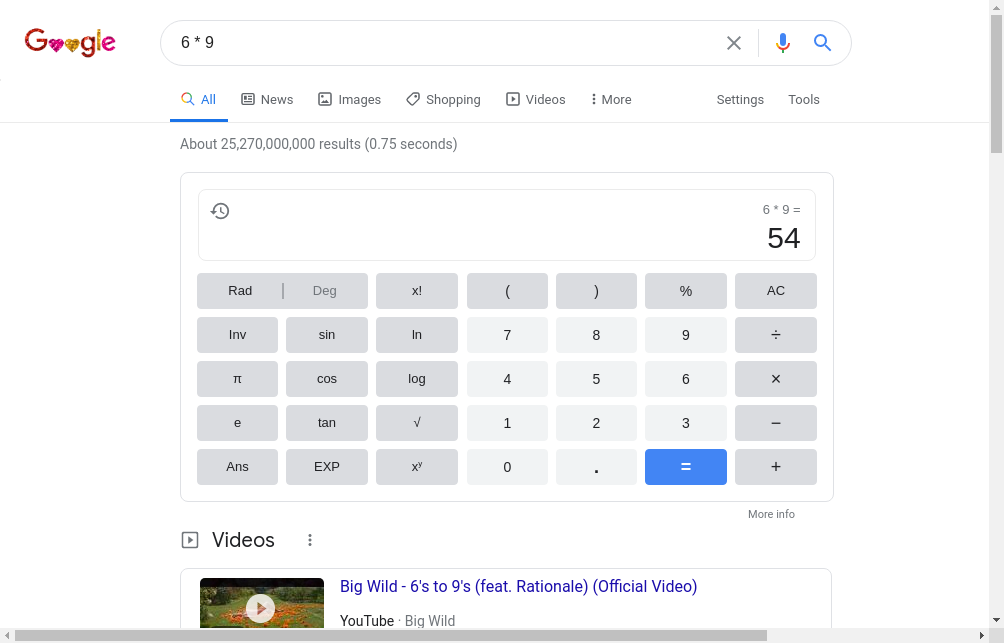 Google
6 * 9
All News Images Shopping Videos More Settings Tools
About 25,270,000,000 results (0.75 seconds)
6 * 9 =
54
Rad Deg x! ( ) % AC
Inv sin ln 7 8 9 ÷
π cos log 4 5 6 ×
e tan √ 1 2 3 −
Ans EXP xʸ 0 . = +
More info
Videos
Big Wild - 6's to 9's (feat. Rationale) (Official Video)
YouTube · Big Wild